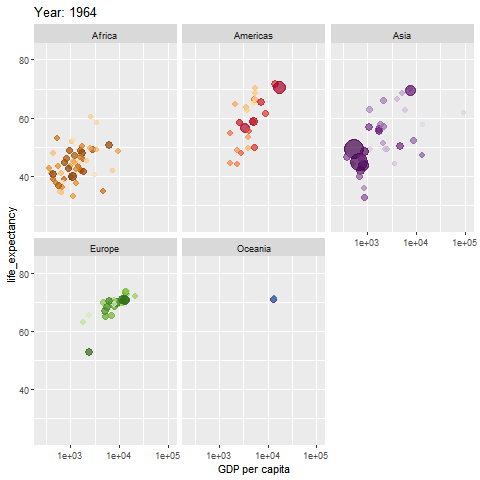 Year: 1964
Africa Americas Asia
80
60
40
1e+03 1e+04 1e+05
Europe Oceania
80
60
40
1e+03 1e+04 1e+05 1e+03 1e+04 1e+05
life_expectancy
GDP per capita